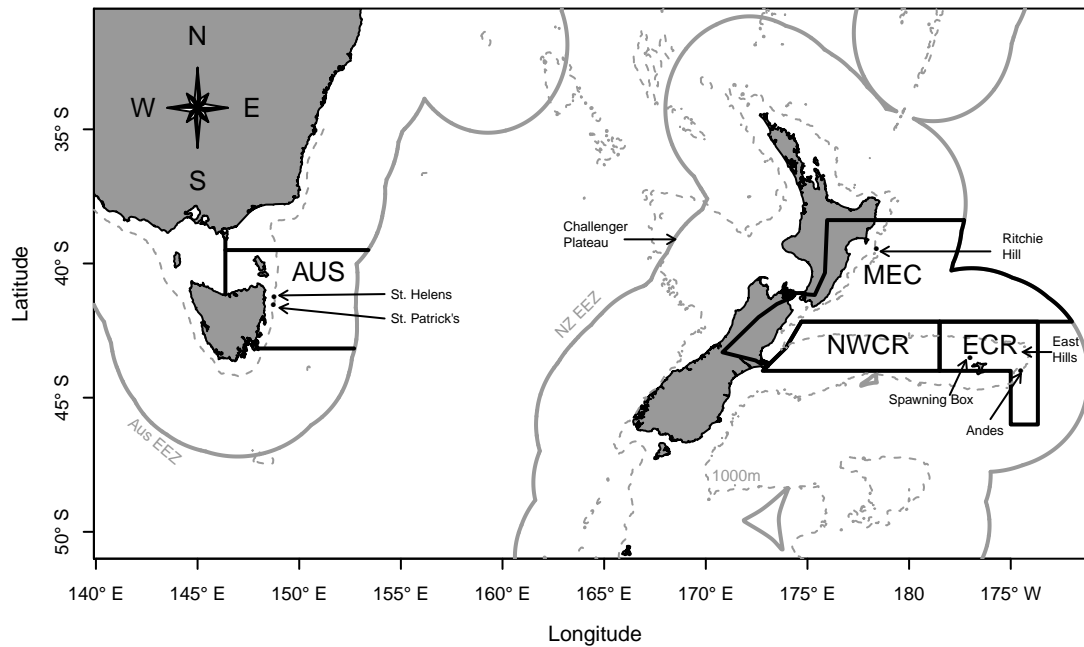 N
W
E
S
35° S
40° S
45° S
50° S
Latitude
Challenger
Plateau
Ritchie
Hill
AUS
MEC
St. Helens
St. Patrick's
NZ EEZ
NWCR
ECR
East
Hills
Spawning Box
Andes
Aus EEZ
1000m
140° E
145° E
150° E
155° E
160° E
165° E
170° E
175° E
180
175° W
Longitude